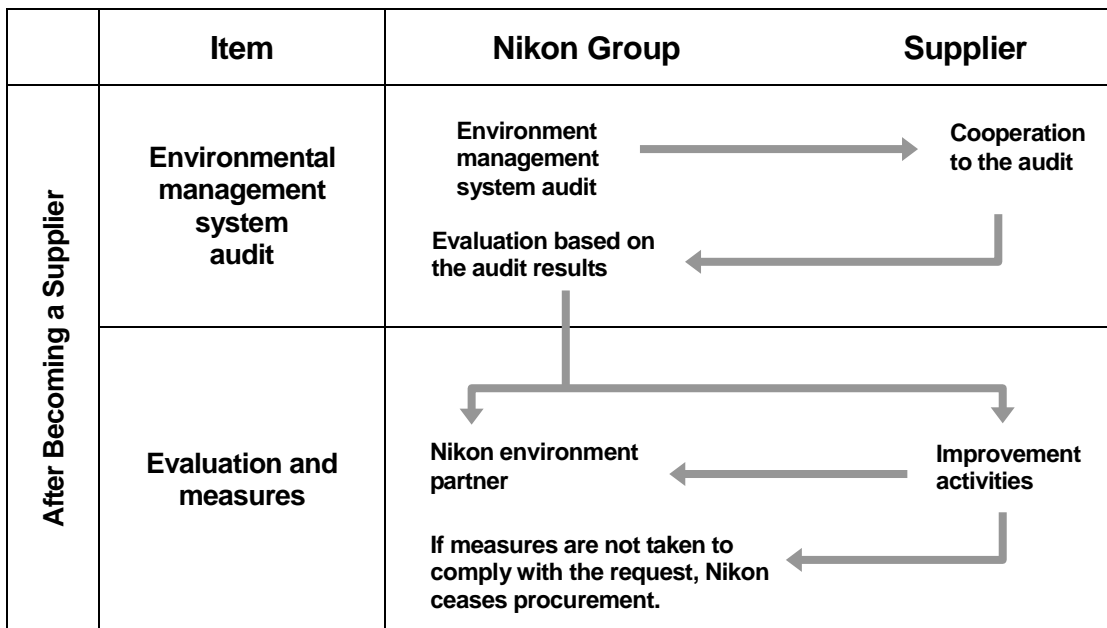 Item
Nikon Group
Supplier
After Becoming a Supplier
Environmental
management
system
audit
Environment
management
system audit
Cooperation
to the audit
Evaluation based on
the audit results
Evaluation and
measures
Nikon environment
partner
Improvement
activities
If measures are not taken to
comply with the request, Nikon
ceases procurement.